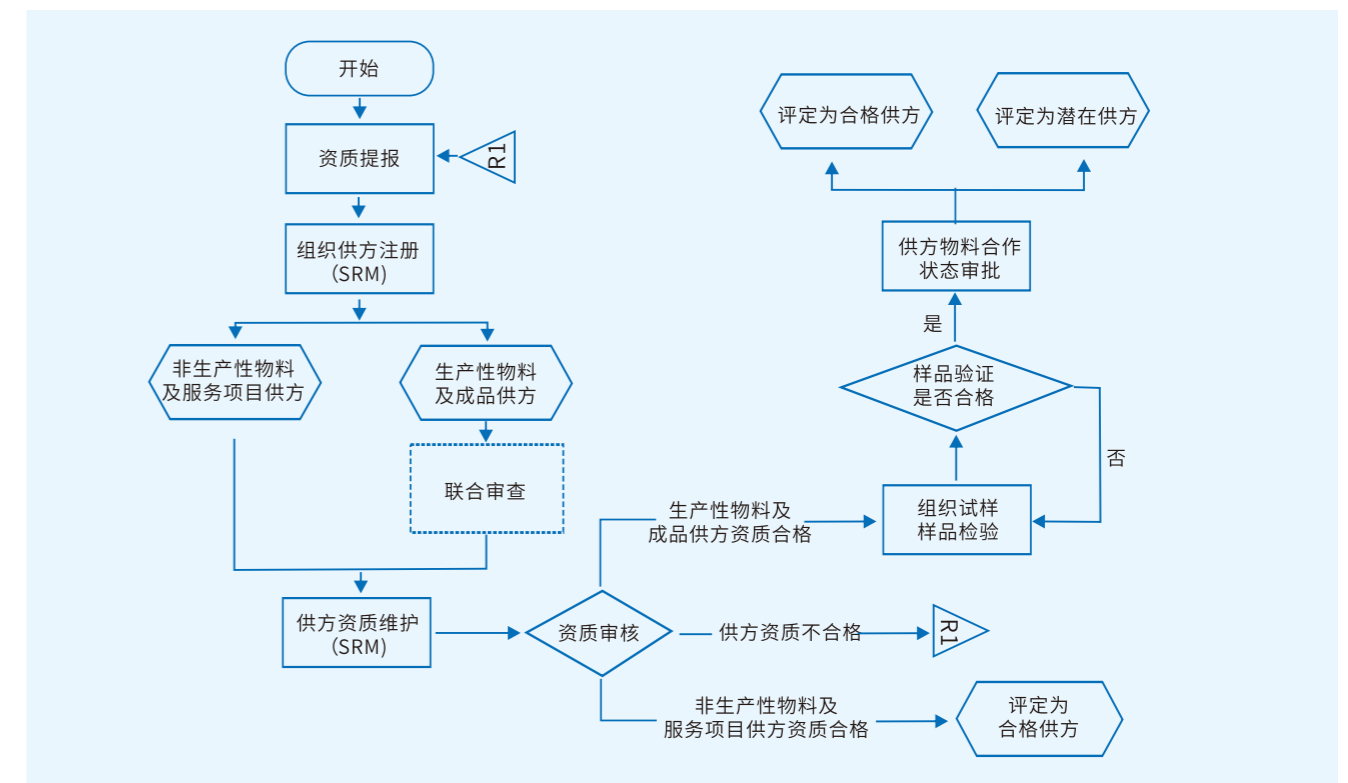 开始
资质提报
R1
组织供方注册
（SRM)
非生产性物料
及服务项目供方
生产性物料
及成品供方
联合审查
供方资质维护
（SRM)
资质审核
生产性物料及
成品供方资质合格
供方资质不合格
R1
非生产性物料及
服务项目供方资质合格
评定为
合格供方
组织试样
样品检验
样品验证
是否合格
否
是
供方物料合作
状态审批
评定为合格供方
评定为潜在供方